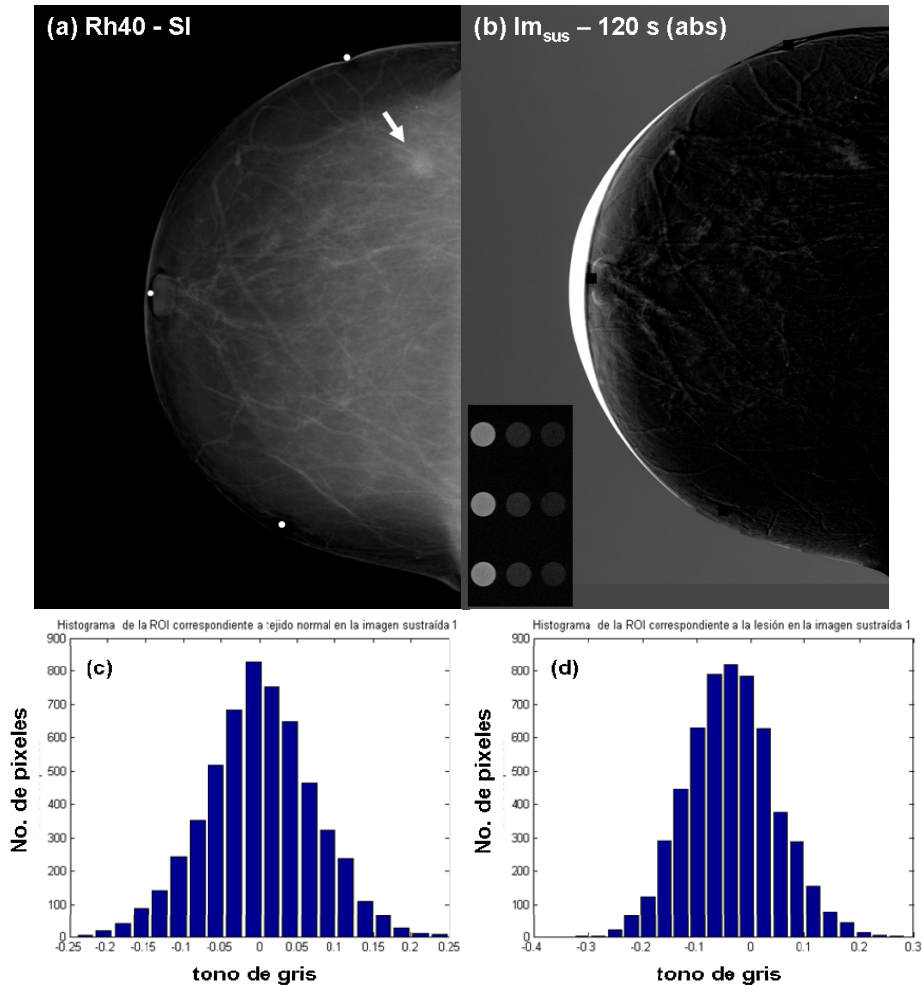 (a) Rh40 - SI
(b) Im_sus – 120 s (abs)
Histograma de la ROI correspondiente a tejido normal en la imagen sustraída 1
Histograma de la ROI correspondiente a la lesión en la imagen sustraída 1
(c)
No. de pixeles
900
800
700
600
500
400
300
200
100
0
-0.25 -0.2 -0.15 -0.1 -0.05 0 0.05 0.1 0.15 0.2 0.25
tono de gris
(d)
No. de pixeles
900
800
700
600
500
400
300
200
100
0
-0.4 -0.3 -0.2 -0.1 0 0.1 0.2 0.3
tono de gris